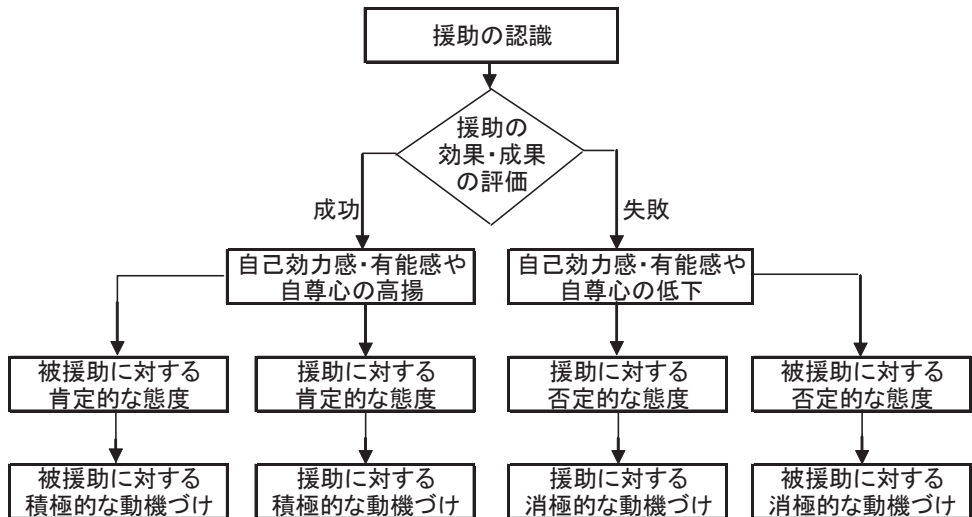 援助の認識
援助の
効果・成果
の評価
成功
失敗
自己効力感・有能感や
自尊心の高揚
自己効力感・有能感や
自尊心の低下
被援助に対する
肯定的な態度
援助に対する
肯定的な態度
援助に対する
否定的な態度
被援助に対する
否定的な態度
被援助に対する
積極的な動機づけ
援助に対する
積極的な動機づけ
援助に対する
消極的な動機づけ
被援助に対する
消極的な動機づけ